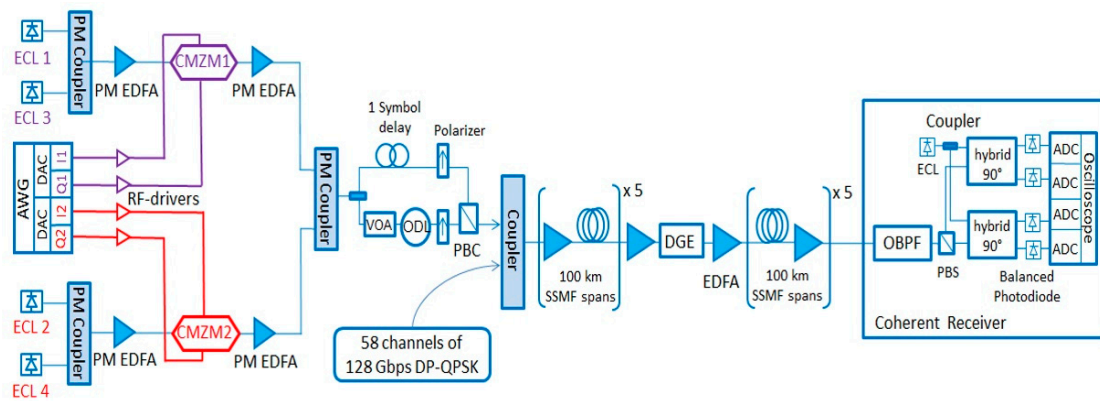 ECL 1
ECL 3
PM Coupler
PM EDFA
CMZM1
PM EDFA
AWG
DAC
DAC
I1
Q1
I2
Q2
RF-drivers
ECL 2
ECL 4
PM Coupler
PM EDFA
CMZM2
PM EDFA
PM Coupler
1 Symbol
delay
Polarizer
VOA
ODL
PBC
Coupler
58 channels of
128 Gbps DP-QPSK
x 5
100 km
SSMF spans
DGE
EDFA
x 5
100 km
SSMF spans
OBPF
PBS
Coupler
ECL
hybrid
90°
hybrid
90°
ADC
ADC
ADC
ADC
Oscilloscope
Balanced
Photodiode
Coherent Receiver